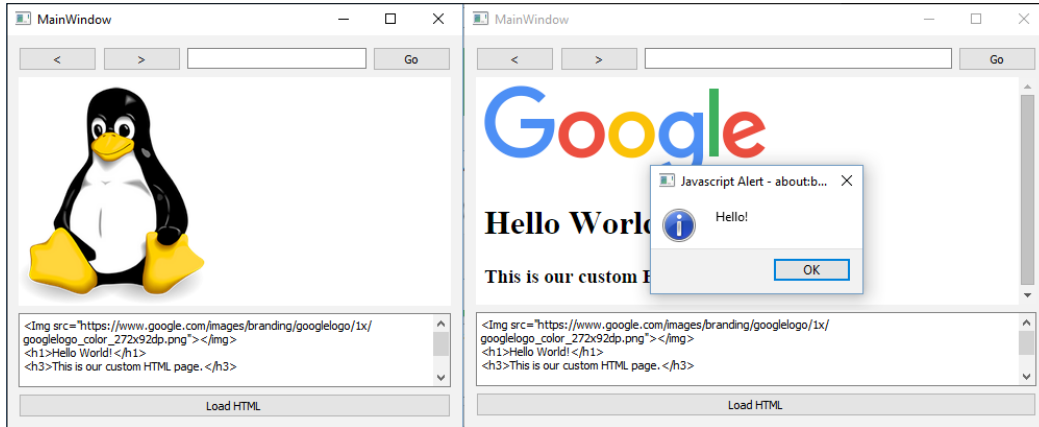 MainWindow
< > Go
<Img src="https://www.google.com/images/branding/googlelogo/1x/
googlelogo_color_272x92dp.png"></img>
<h1>Hello World!</h1>
<h3>This is our custom HTML page.</h3>
Load HTML
MainWindow
< > Go
Google
Javascript Alert - about:b...
Hello!
OK
Hello Worl
This is our custom
<Img src="https://www.google.com/images/branding/googlelogo/1x/
googlelogo_color_272x92dp.png"></img>
<h1>Hello World!</h1>
<h3>This is our custom HTML page.</h3>
Load HTML